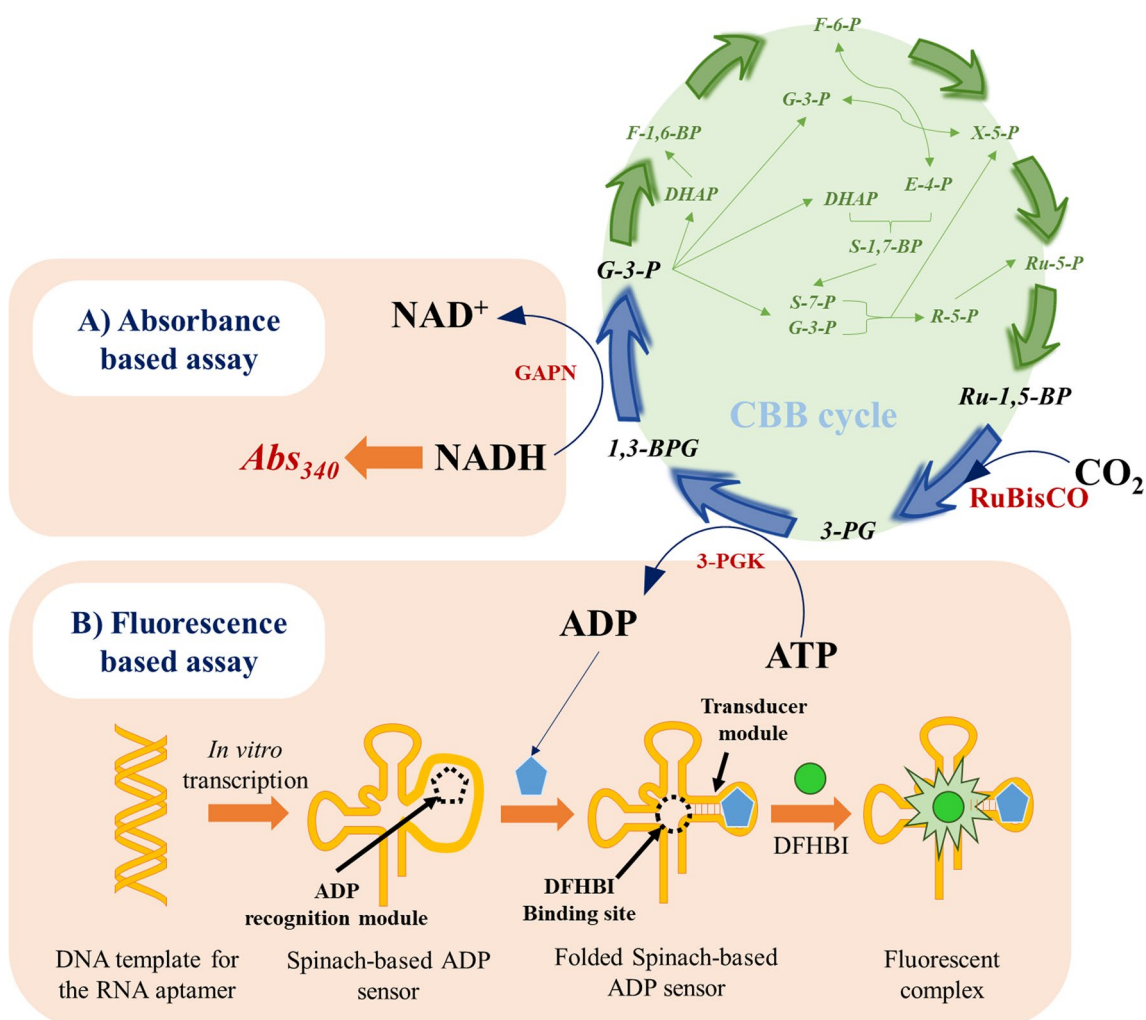 F-6-P
G-3-P
F-1,6-BP
X-5-P
DHAP
DHAP
E-4-P
S-1,7-BP
G-3-P
Ru-5-P
S-7-P
G-3-P
R-5-P
CBB cycle
Ru-1,5-BP
1,3-BPG
3-PG
CO2
RuBisCO
A) Absorbance
based assay
NAD+
GAPN
Abs340
NADH
3-PGK
B) Fluorescence
based assay
ADP
ATP
In vitro
transcription
Transducer
module
DFHBI
ADP
recognition module
DFHBI
Binding site
DNA template for
the RNA aptamer
Spinach-based ADP
sensor
Folded Spinach-based
ADP sensor
Fluorescent
complex